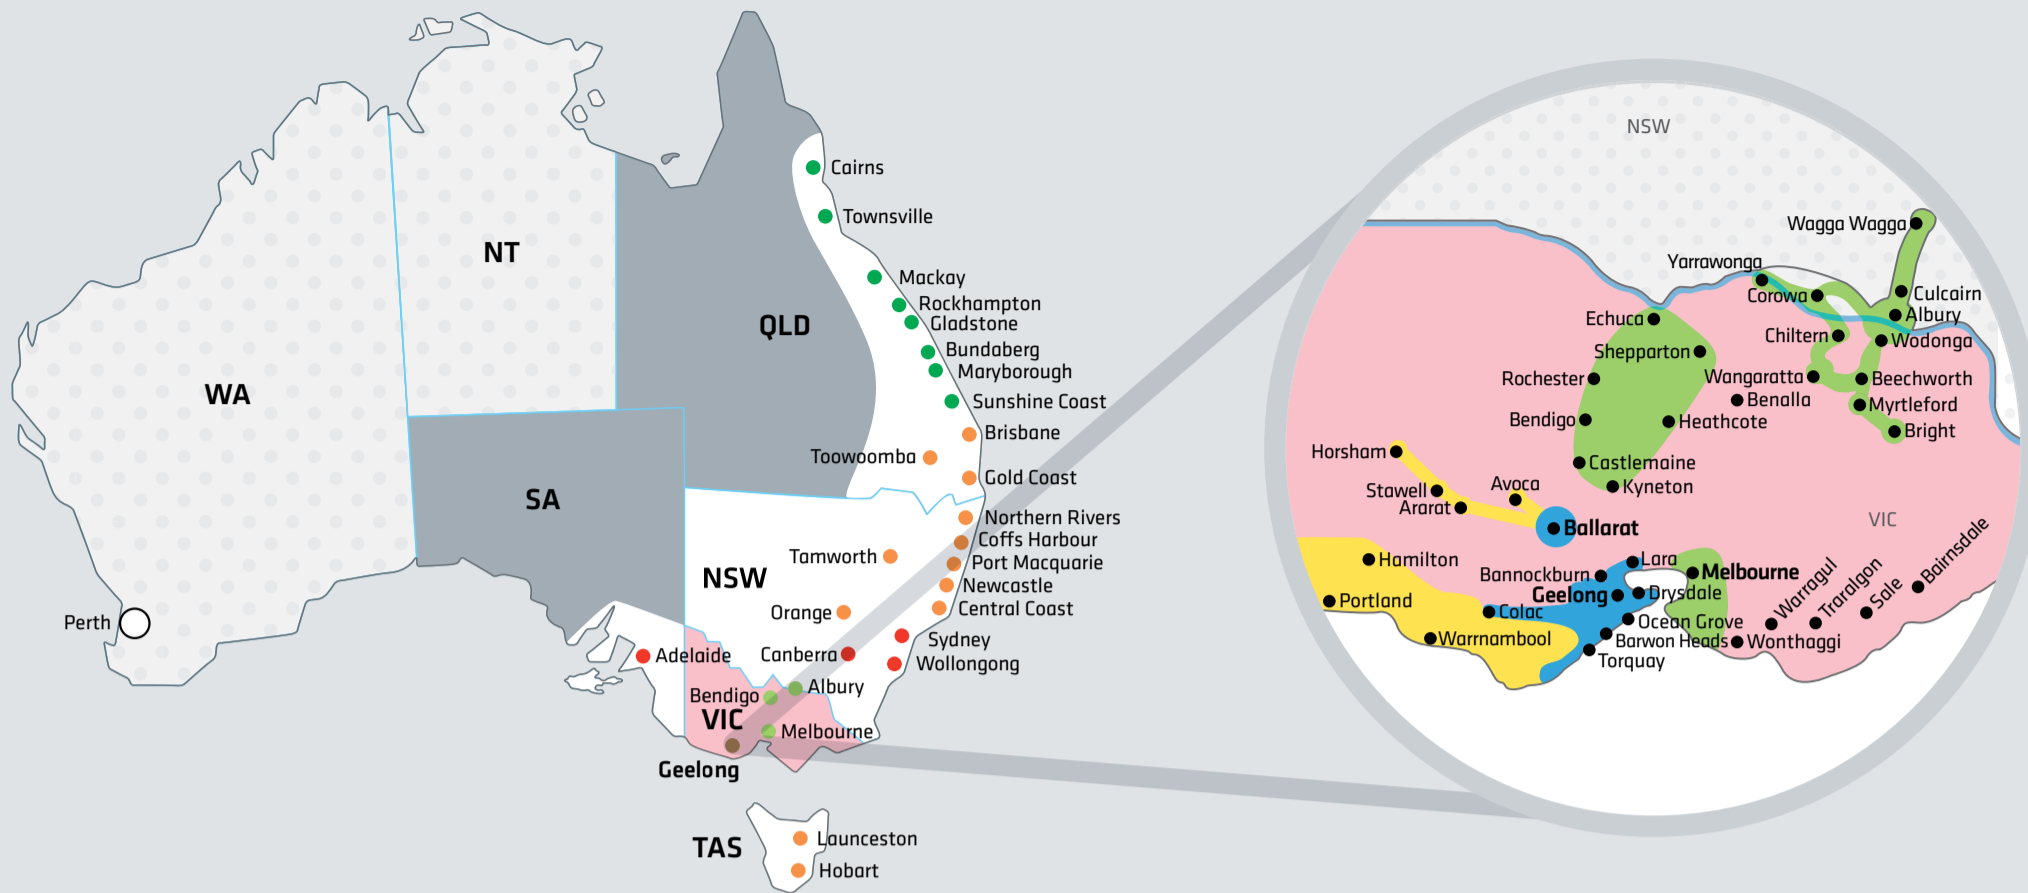 WA
NT
QLD
SA
NSW
VIC
TAS
Perth
Cairns
Townsville
Mackay
Rockhampton
Gladstone
Bundaberg
Maryborough
Sunshine Coast
Brisbane
Toowoomba
Gold Coast
Northern Rivers
Coffs Harbour
Tamworth
Port Macquarie
Newcastle
Orange
Central Coast
Sydney
Canberra
Wollongong
Adelaide
Albury
Bendigo
Melbourne
Geelong
Launceston
Hobart
NSW
Wagga Wagga
Yarrawonga
Corowa
Culcairn
Albury
Echuca
Chiltern
Wodonga
Shepparton
Rochester
Wangaratta
Beechworth
Benalla
Myrtleford
Bendigo
Heathcote
Bright
Horsham
Castlemaine
Stawell
Avoca
Kyneton
Ararat
Ballarat
VIC
Hamilton
Lara
Bannockburn
Melbourne
Geelong
Drysdale
Warragul
Traralgon
Sale
Bairnsdale
Portland
Colac
Ocean Grove
Warrnambool
Barwon Heads
Wonthaggi
Torquay